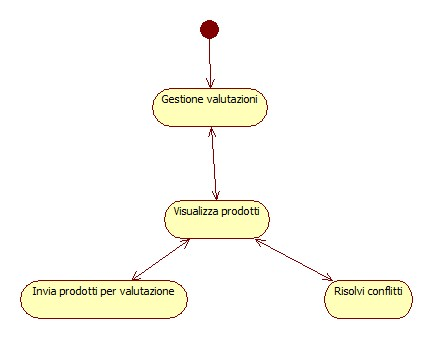 Gestione valutazioni
Visualizza prodotti
Invia prodotti per valutazione
Risolvi conflitti